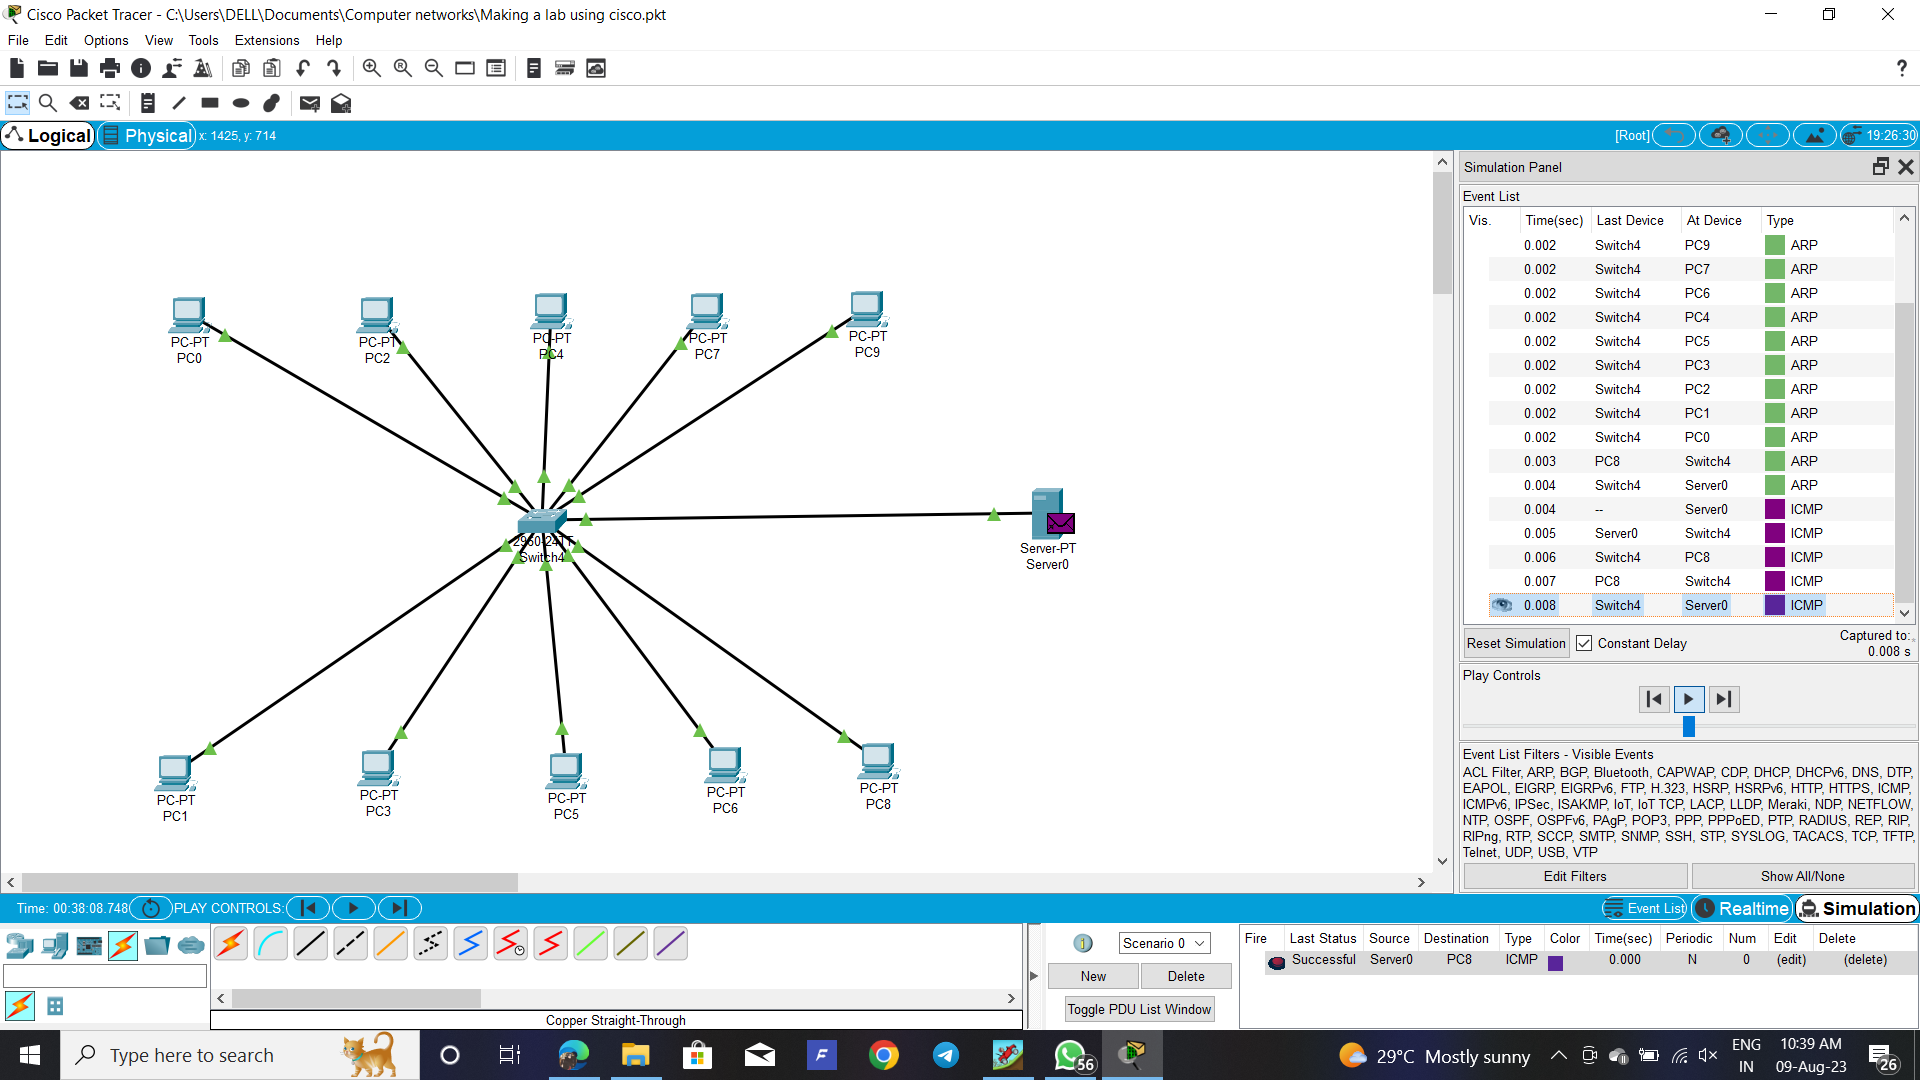 Cisco Packet Tracer - C:\Users\DELL\Documents\Computer networks\Making a lab using cisco.pkt
File Edit Options View Tools Extensions Help
?
Logical Physical x: 1425, y: 714 [Root] 19:26:30
PC-PT
PC0
PC-PT
PC2
PC-PT
PC4
PC-PT
PC7
PC-PT
PC9
2960-24TT
Switch4
Server-PT
Server0
PC-PT
PC1
PC-PT
PC3
PC-PT
PC5
PC-PT
PC6
PC-PT
PC8
Simulation Panel
Event List
Vis. Time(sec) Last Device At Device Type
0.002 Switch4 PC9 ARP
0.002 Switch4 PC7 ARP
0.002 Switch4 PC6 ARP
0.002 Switch4 PC4 ARP
0.002 Switch4 PC5 ARP
0.002 Switch4 PC3 ARP
0.002 Switch4 PC2 ARP
0.002 Switch4 PC1 ARP
0.002 Switch4 PC0 ARP
0.003 PC8 Switch4 ARP
0.004 Switch4 Server0 ARP
0.004 -- Server0 ICMP
0.005 Server0 Switch4 ICMP
0.006 Switch4 PC8 ICMP
0.007 PC8 Switch4 ICMP
0.008 Switch4 Server0 ICMP
Reset Simulation Constant Delay Captured to:
0.008 s
Play Controls
Event List Filters - Visible Events
ACL Filter, ARP, BGP, Bluetooth, CAPWAP, CDP, DHCP, DHCPv6, DNS, DTP,
EAPOL, EIGRP, EIGRPv6, FTP, H.323, HSRP, HSRPv6, HTTP, HTTPS, ICMP,
ICMPv6, IPSec, ISAKMP, IoT, IoT TCP, LACP, LLDP, Meraki, NDP, NETFLOW,
NTP, OSPF, OSPFv6, PAgP, POP3, PPP, PPPoED, PTP, RADIUS, REP, RIP,
RIPng, RTP, SCCP, SMTP, SNMP, SSH, STP, SYSLOG, TACACS, TCP, TFTP,
Telnet, UDP, USB, VTP
Edit Filters Show All/None
Time: 00:38:08.748 PLAY CONTROLS: Event List Realtime Simulation
Copper Straight-Through
Scenario 0
New Delete
Toggle PDU List Window
Fire Last Status Source Destination Type Color Time(sec) Periodic Num Edit Delete
Successful Server0 PC8 ICMP 0.000 N 0 (edit) (delete)
Type here to search
F
56
29°C Mostly sunny
ENG
IN
10:39 AM
09-Aug-23
26